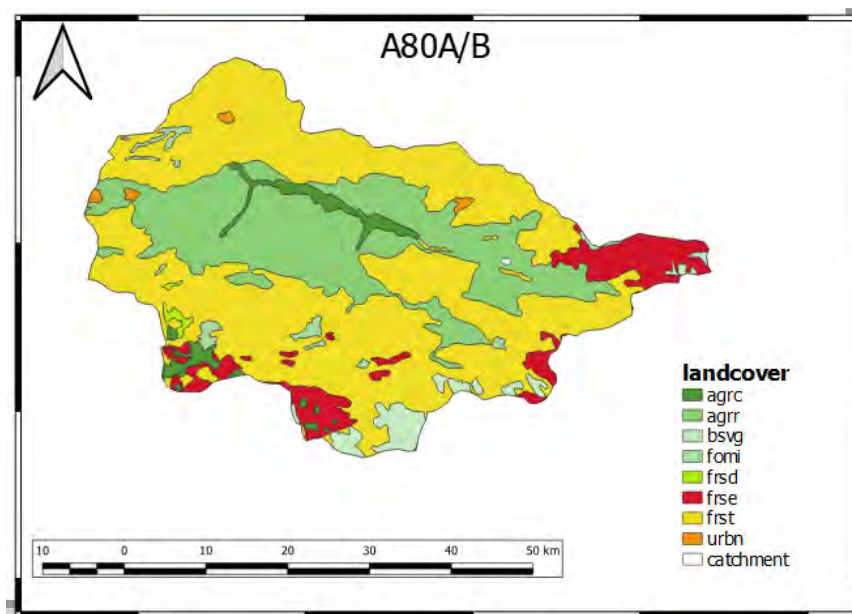 A80A/B
landcover
agrc
agrr
bsvg
fomi
frsd
frse
frst
urbn
catchment
10 0 10 20 30 40 50 km